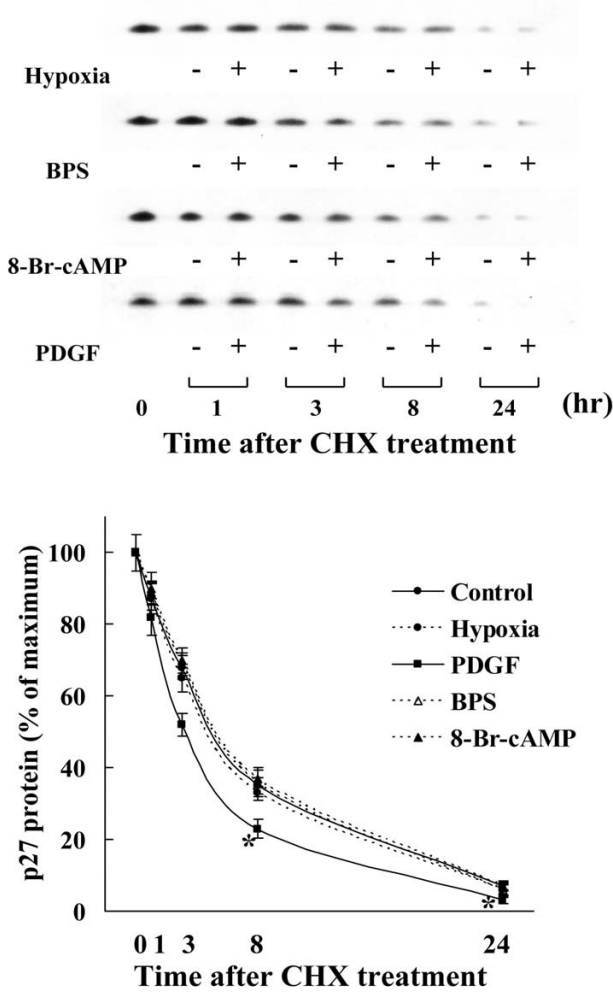 Hypoxia - + - + - + - +
BPS - + - + - + - +
8-Br-cAMP - + - + - + - +
PDGF - + - + - + - +
0 1 3 8 24 (hr)
Time after CHX treatment
p27 protein (% of maximum)
100
80
60
40
20
0
Control
Hypoxia
PDGF
BPS
8-Br-cAMP
*
*
0 1 3 8 24
Time after CHX treatment